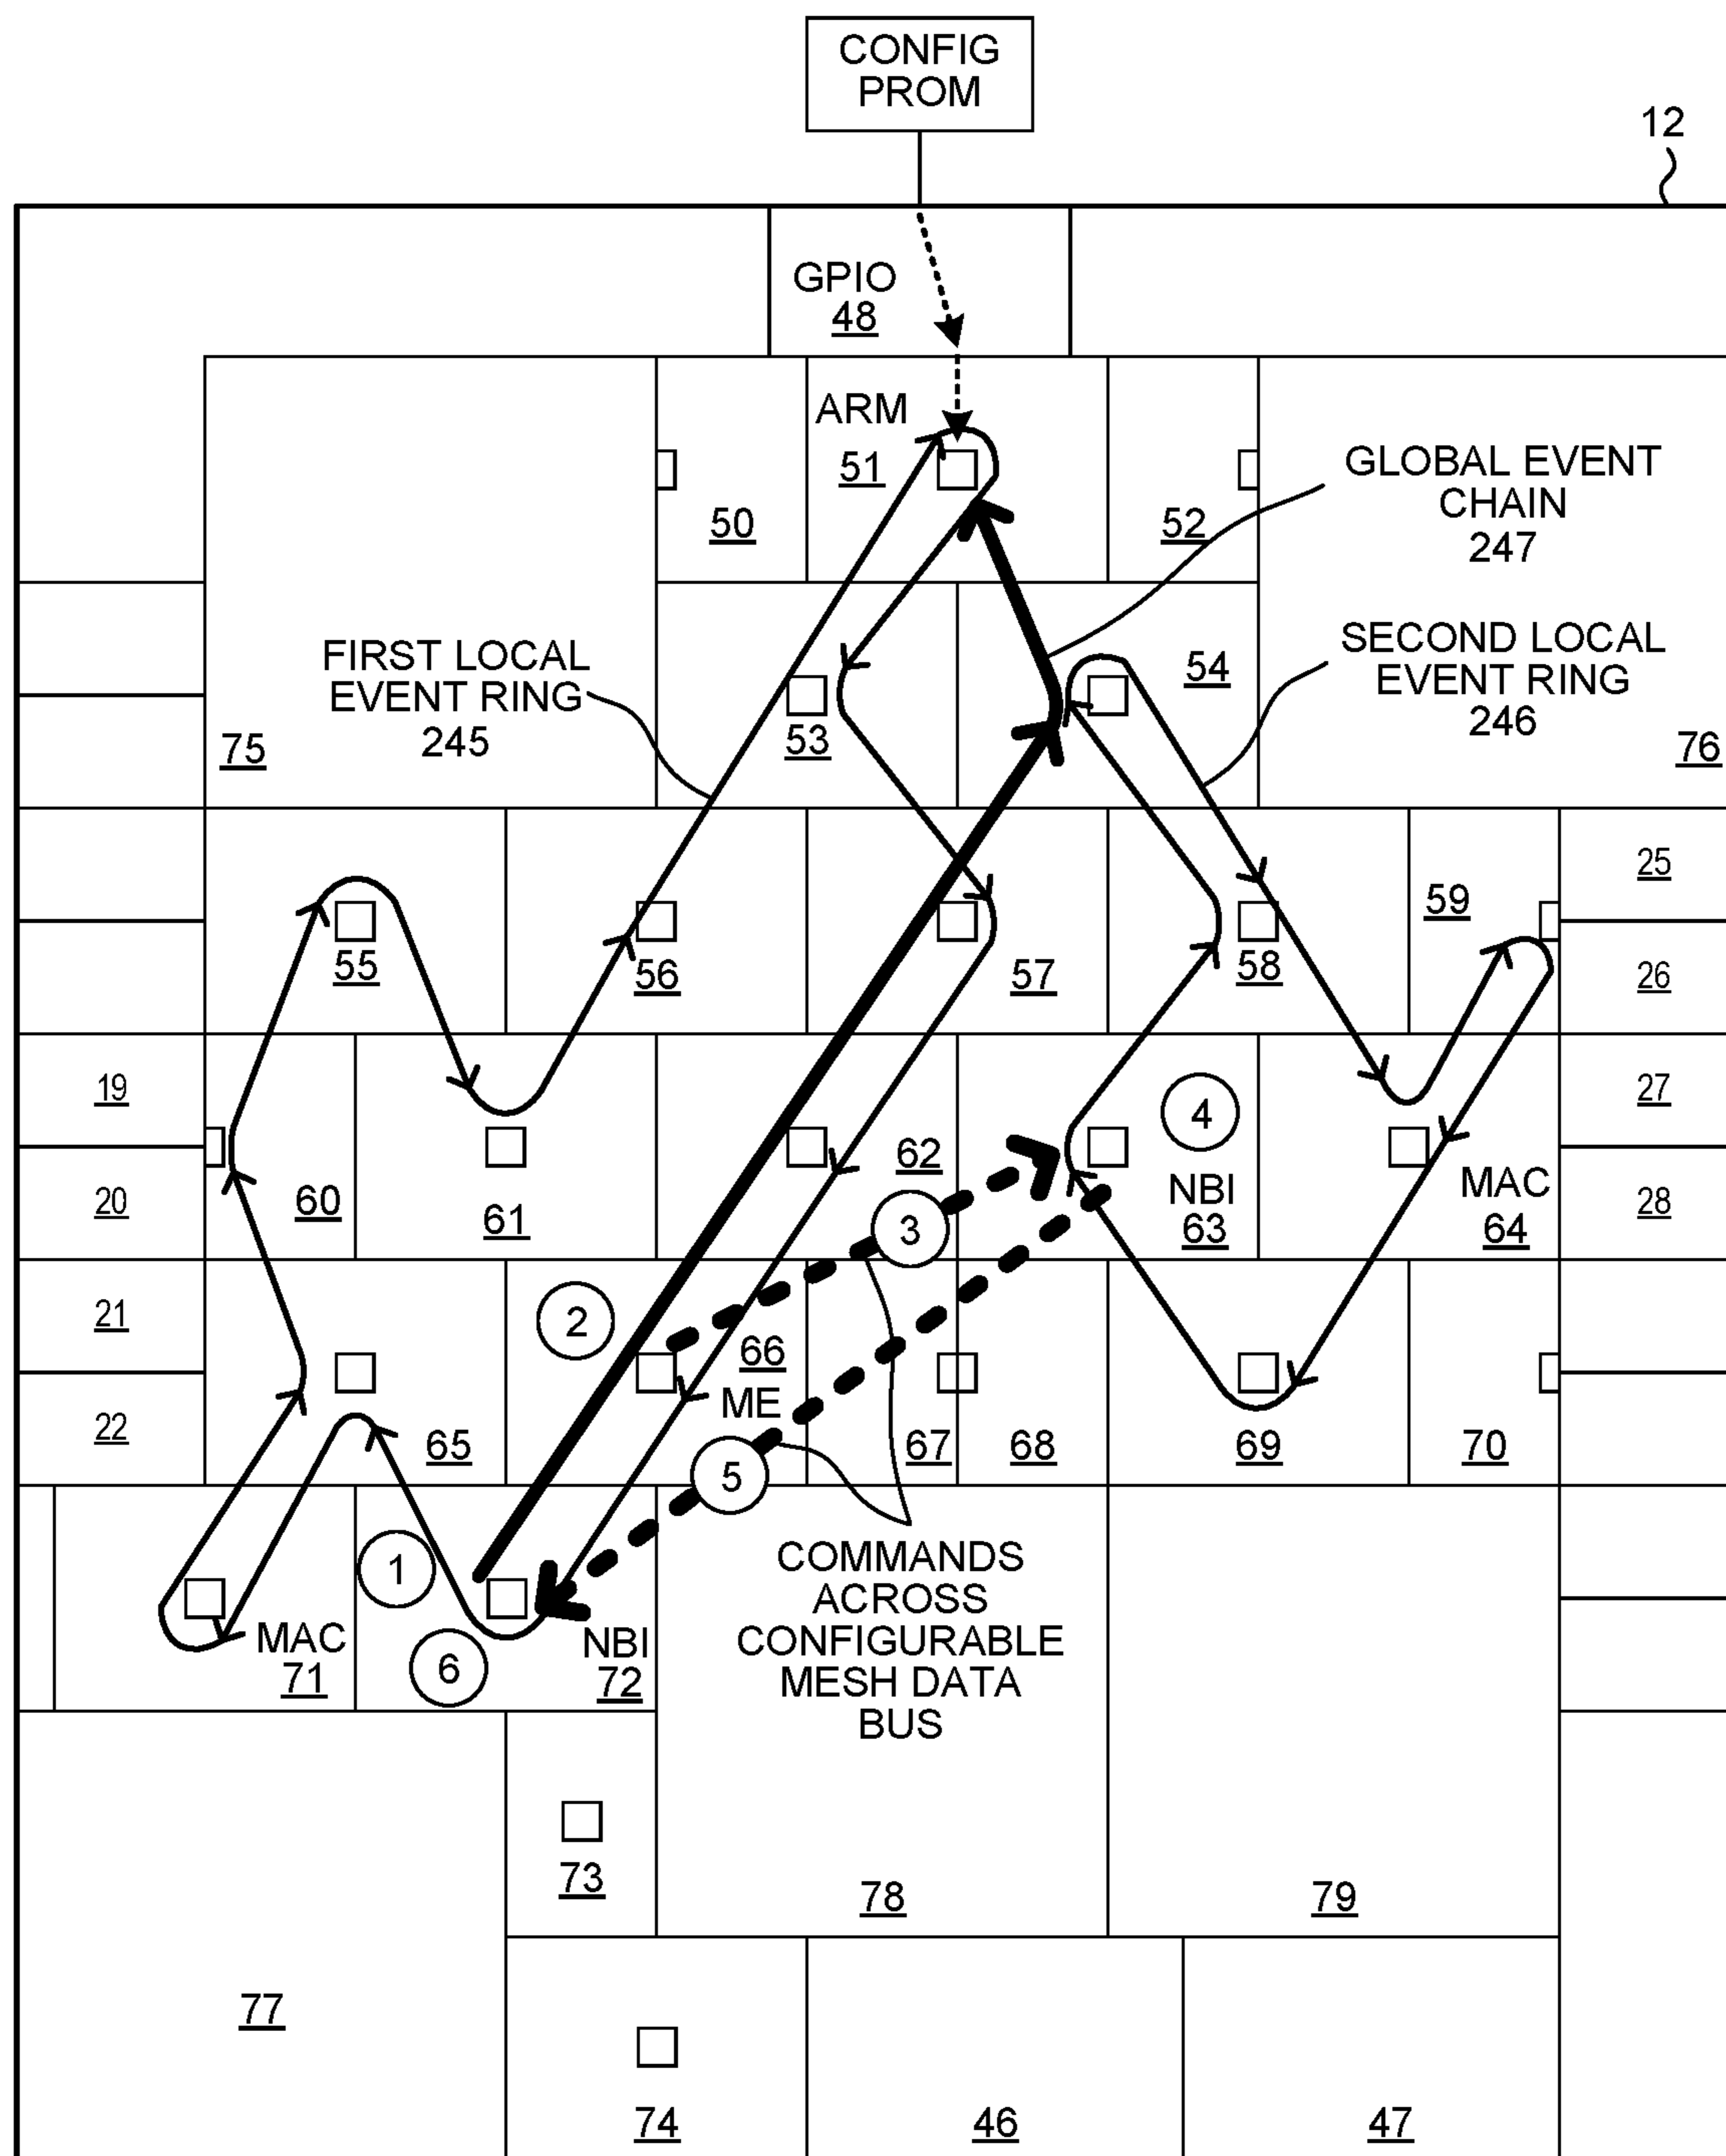 CONFIG
PROM
12
GPIO
48
ARM
51
50
52
GLOBAL EVENT
CHAIN
247
FIRST LOCAL
EVENT RING
245
SECOND LOCAL
EVENT RING
246
53
54
75
76
55
56
57
58
59
25
26
19
20
60
61
62
3
4
NBI
63
MAC
64
27
28
21
22
2
65
66
ME
5
67
68
69
70
1
MAC
71
6
NBI
72
COMMANDS
ACROSS
CONFIGURABLE
MESH DATA
BUS
73
78
79
77
74
46
47